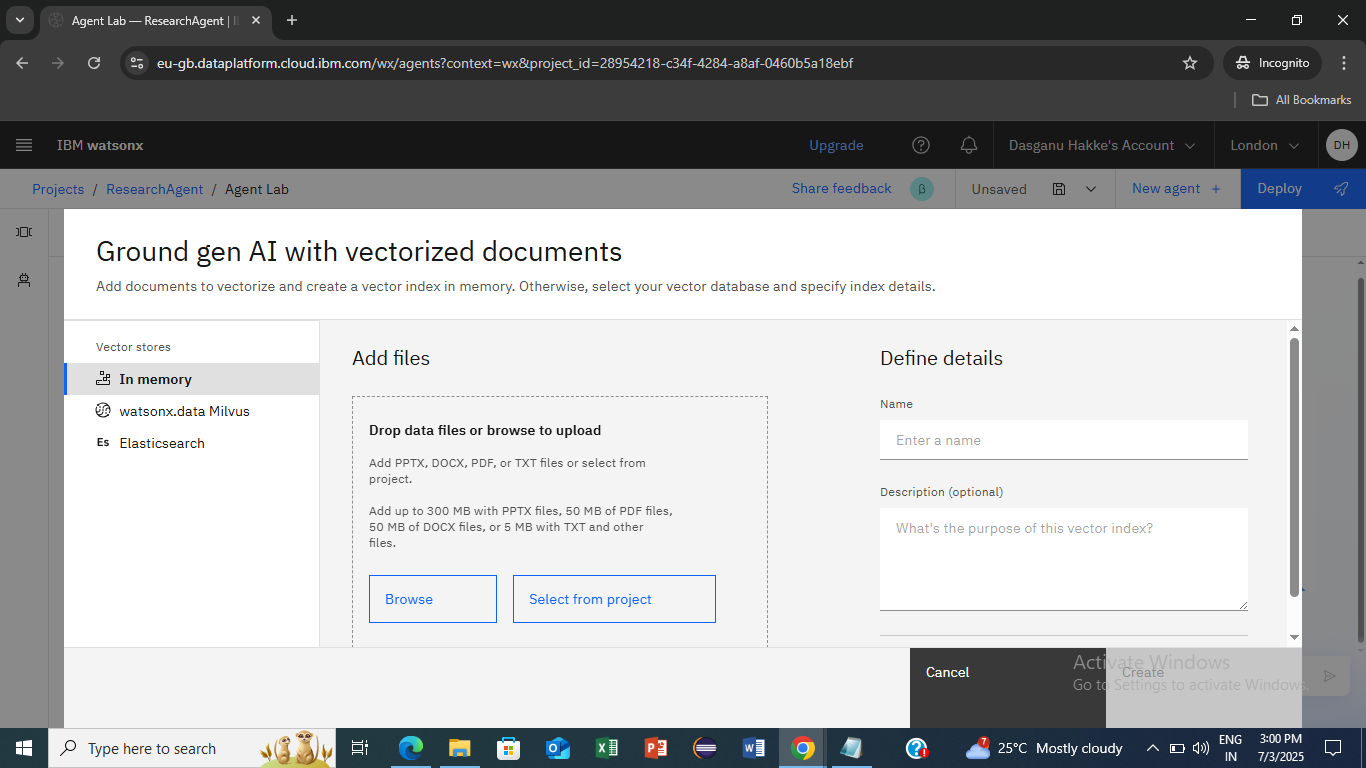 Agent Lab — ResearchAgent |
eu-gb.dataplatform.cloud.ibm.com/wx/agents?context=wx&project_id=28954218-c34f-4284-a8af-0460b5a18ebf
Incognito
All Bookmarks
IBM watsonx
Upgrade
Dasganu Hakke's Account
London
DH
Projects / ResearchAgent / Agent Lab
Share feedback
β
Unsaved
New agent +
Deploy
Ground gen AI with vectorized documents
Add documents to vectorize and create a vector index in memory. Otherwise, select your vector database and specify index details.
Vector stores
In memory
watsonx.data Milvus
Es Elasticsearch
Add files
Drop data files or browse to upload
Add PPTX, DOCX, PDF, or TXT files or select from
project.
Add up to 300 MB with PPTX files, 50 MB of PDF files,
50 MB of DOCX files, or 5 MB with TXT and other
files.
Browse
Select from project
Define details
Name
Enter a name
Description (optional)
What's the purpose of this vector index?
Cancel
Create
Activate Windows
Go to Settings to activate Windows.
Type here to search
7
25°C Mostly cloudy
ENG
IN
3:00 PM
7/3/2025